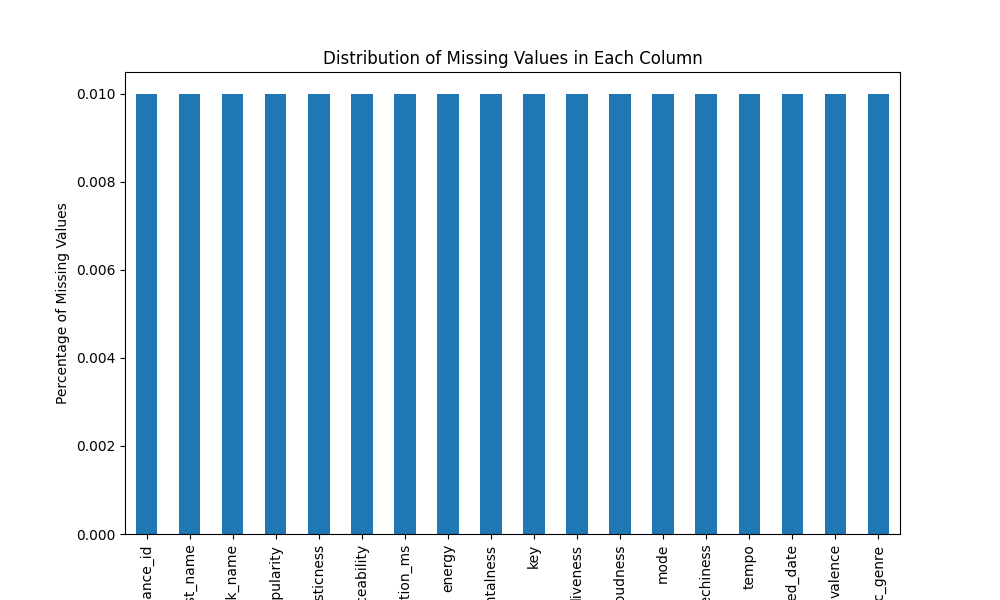 Distribution of Missing Values in Each Column
Percentage of Missing Values
0.010
0.008
0.006
0.004
0.002
0.000
ance_id
st_name
k_name
pularity
sticness
ceability
tion_ms
energy
ntalness
key
liveness
oudness
mode
echiness
tempo
ed_date
valence
c_genre